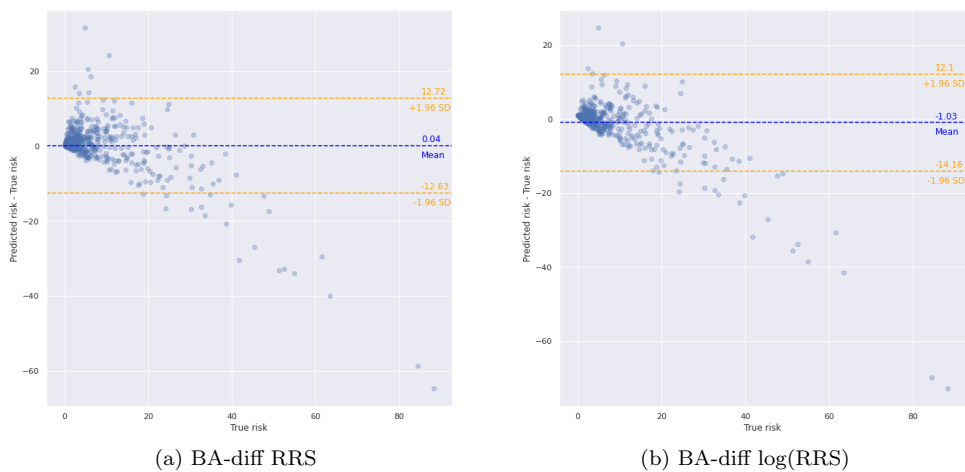 20
0
−20
−40
−60
0
20
40
60
80
Predicted risk - True risk
True risk
12.72
+1.96 SD
0.04
Mean
-12.63
-1.96 SD
(a) BA-diff RRS
20
0
−20
−40
−60
0
20
40
60
80
Predicted risk - True risk
True risk
12.1
+1.96 SD
-1.03
Mean
-14.16
-1.96 SD
(b) BA-diff log(RRS)